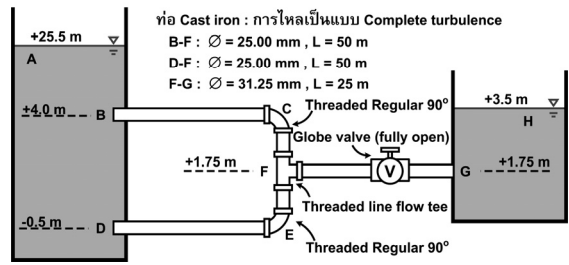 ท่อ Cast iron : การไหลเป็นแบบ Complete turbulence
B-F : ∅ = 25.00 mm , L = 50 m
D-F : ∅ = 25.00 mm , L = 50 m
F-G : ∅ = 31.25 mm , L = 25 m
+25.5 m
A
+4.0 m
B
C
Threaded Regular 90°
Globe valve (fully open)
+3.5 m
H
+1.75 m
F
V
G
+1.75 m
Threaded line flow tee
-0.5 m
D
E
Threaded Regular 90°